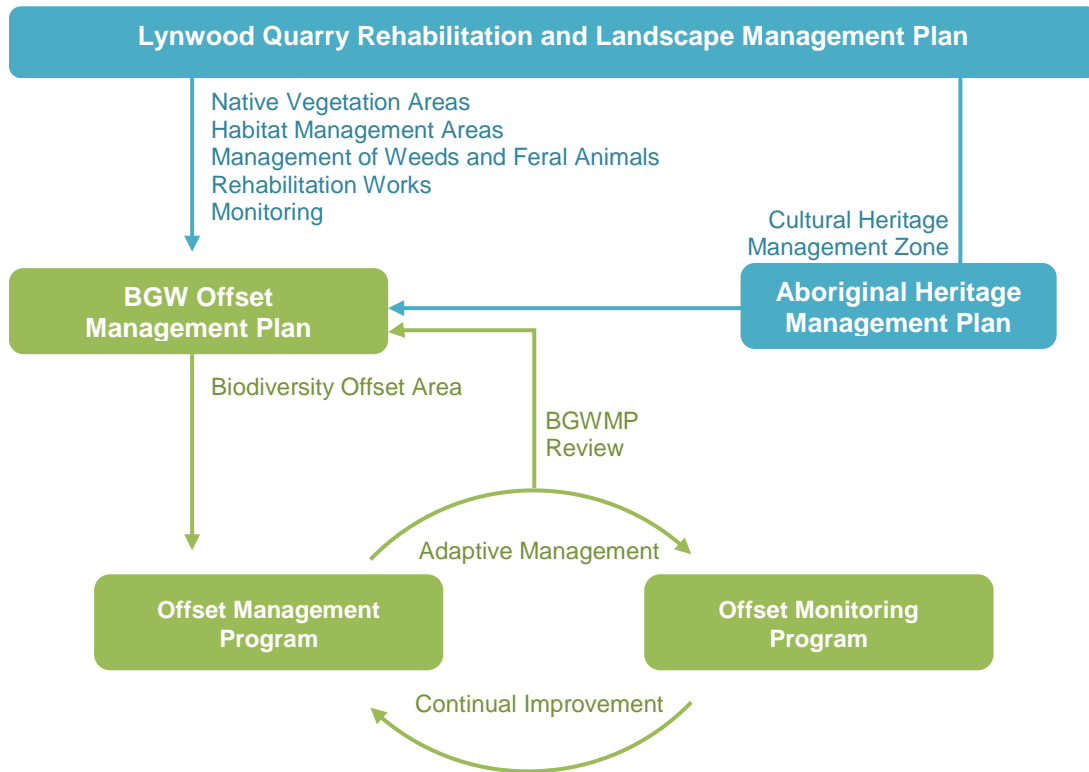 Lynwood Quarry Rehabilitation and Landscape Management Plan
Native Vegetation Areas
Habitat Management Areas
Management of Weeds and Feral Animals
Rehabilitation Works
Monitoring
Cultural Heritage
Management Zone
BGW Offset
Management Plan
Aboriginal Heritage
Management Plan
Biodiversity Offset Area
BGWMP
Review
Adaptive Management
Offset Management
Program
Offset Monitoring
Program
Continual Improvement